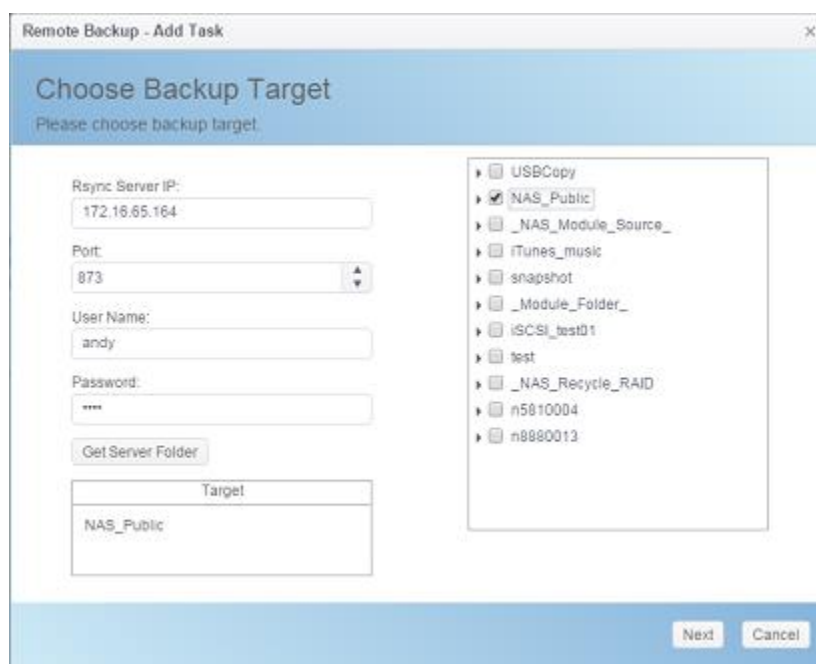 Remote Backup - Add Task
Choose Backup Target
Please choose backup target.
Rsync Server IP:
172.16.65.164
Port:
873
User Name:
andy
Password:
••••
Get Server Folder
Target
NAS_Public
USBCopy
NAS_Public
_NAS_Module_Source_
iTunes_music
snapshot
_Module_Folder_
iSCSI_test01
test
_NAS_Recycle_RAID
n5810004
n8880013
Next
Cancel